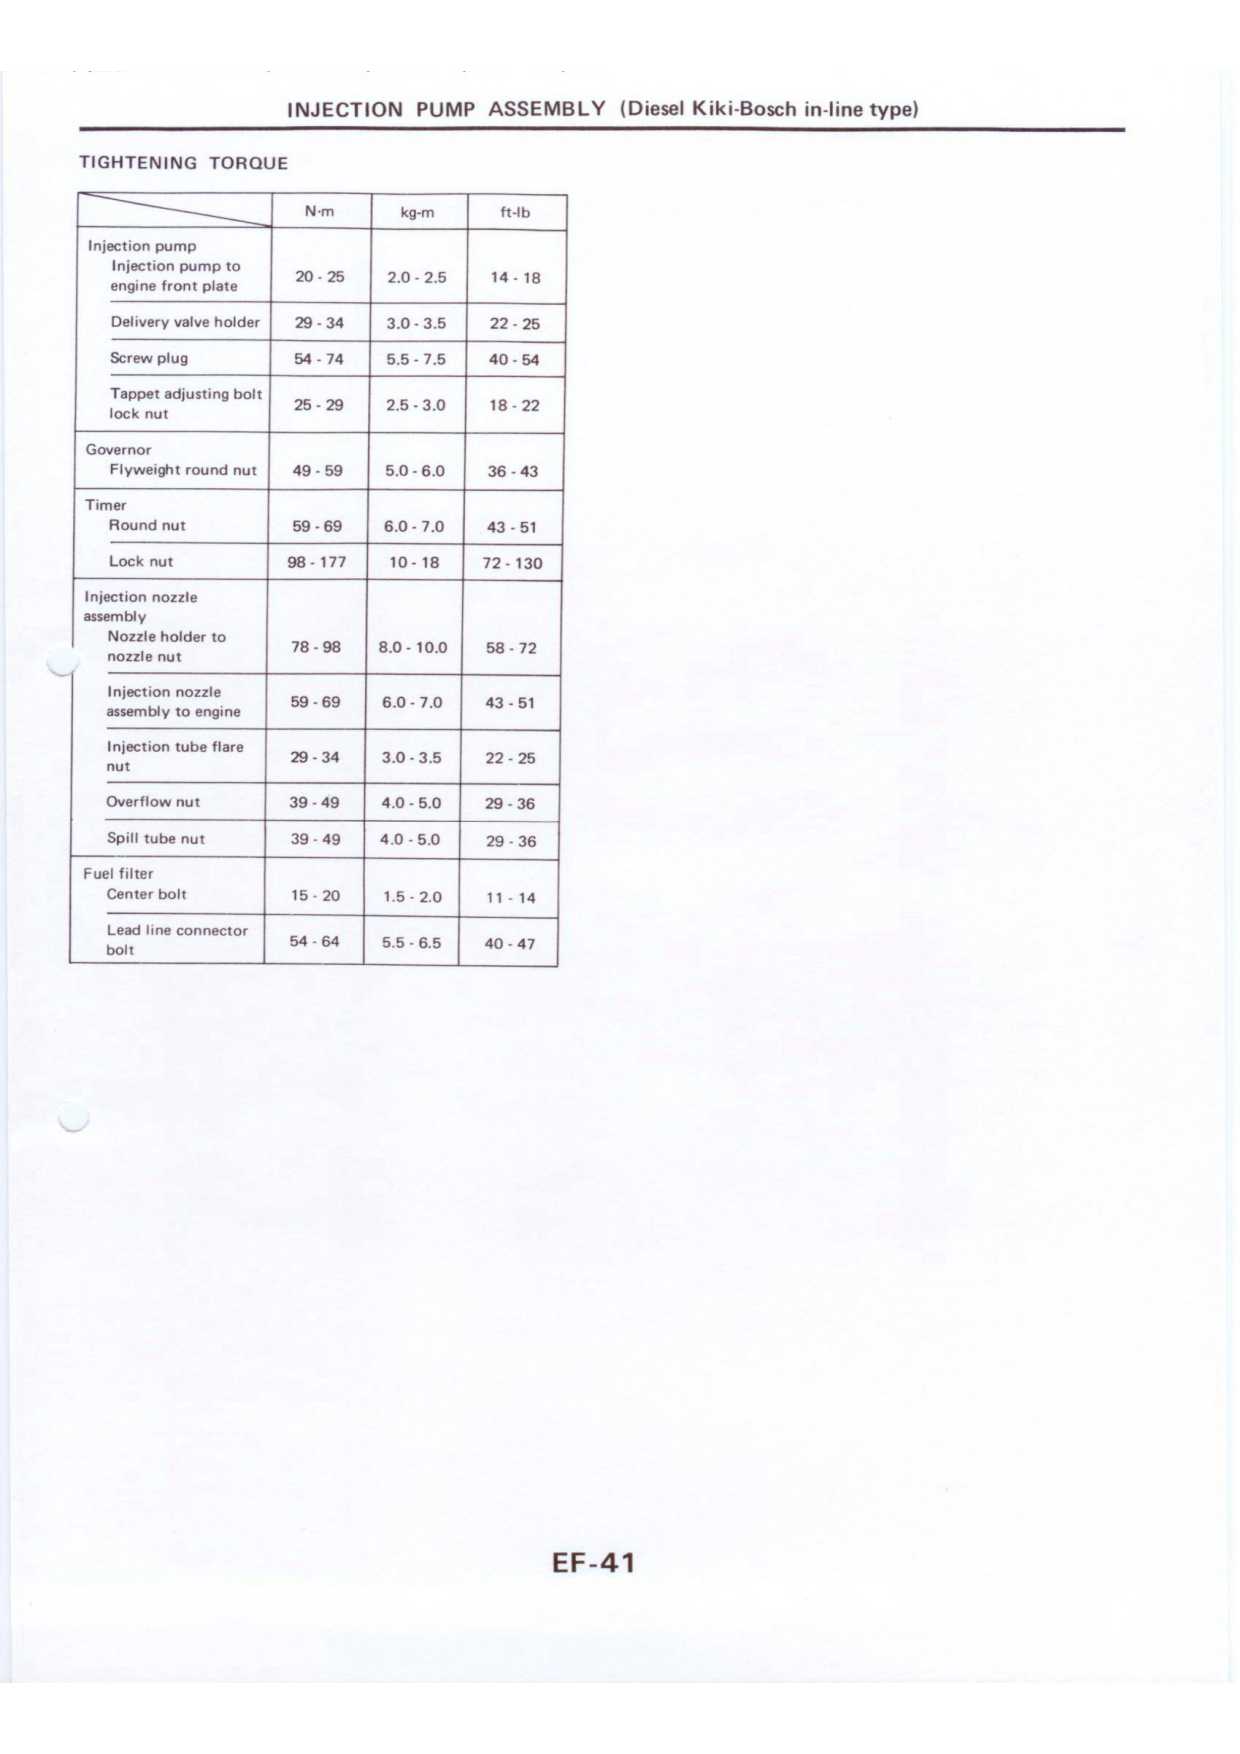 INJECTION PUMP ASSEMBLY (Diesel Kiki-Bosch in-line type)
TIGHTENING TORQUE
N·m kg-m ft-lb
Injection pump
Injection pump to
engine front plate 20 - 25 2.0 - 2.5 14 - 18
Delivery valve holder 29 - 34 3.0 - 3.5 22 - 25
Screw plug 54 - 74 5.5 - 7.5 40 - 54
Tappet adjusting bolt
lock nut 25 - 29 2.5 - 3.0 18 - 22
Governor
Flyweight round nut 49 - 59 5.0 - 6.0 36 - 43
Timer
Round nut 59 - 69 6.0 - 7.0 43 - 51
Lock nut 98 - 177 10 - 18 72 - 130
Injection nozzle
assembly
Nozzle holder to
nozzle nut 78 - 98 8.0 - 10.0 58 - 72
Injection nozzle
assembly to engine 59 - 69 6.0 - 7.0 43 - 51
Injection tube flare
nut 29 - 34 3.0 - 3.5 22 - 25
Overflow nut 39 - 49 4.0 - 5.0 29 - 36
Spill tube nut 39 - 49 4.0 - 5.0 29 - 36
Fuel filter
Center bolt 15 - 20 1.5 - 2.0 11 - 14
Lead line connector
bolt 54 - 64 5.5 - 6.5 40 - 47
EF-41